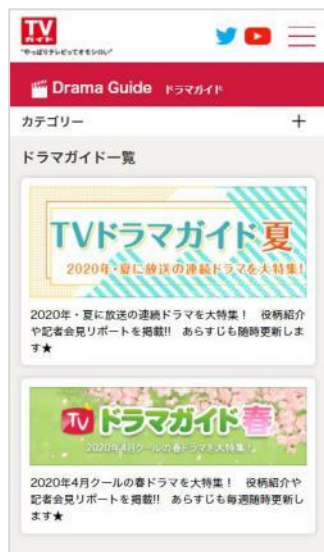 TV
ガイド
"やっぱりテレビってオモシロい"
Drama Guide ドラマガイド
カテゴリー +
ドラマガイド一覧
TVドラマガイド夏
2020年・夏に放送の連続ドラマを大特集!
2020年・夏に放送の連続ドラマを大特集! 役柄紹介
や記者会見リポートを掲載!! あらすじも随時更新しま
す★
TV ドラマガイド春
2020年4月クールの春ドラマを大特集!
2020年4月クールの春ドラマを大特集! 役柄紹介や
記者会見リポートを掲載!! あらすじも毎週随時更新し
ます★